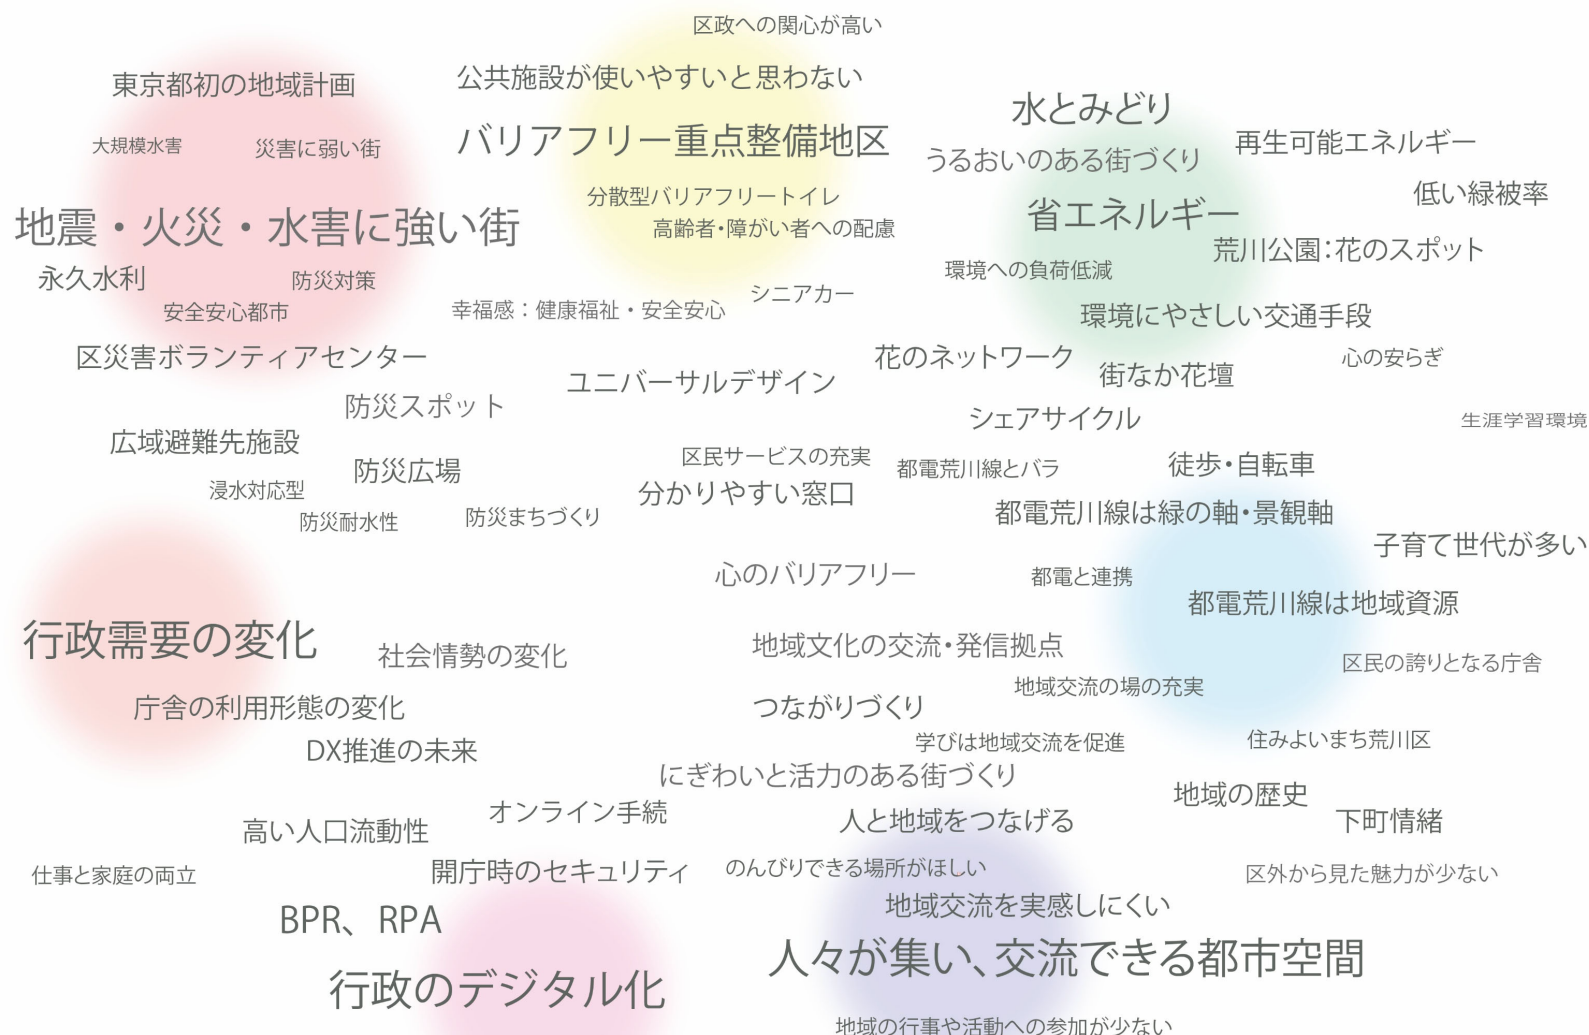 区政への関心が高い
東京都初の地域計画
公共施設が使いやすいと思わない
水とみどり
大規模水害
災害に弱い街
バリアフリー重点整備地区
再生可能エネルギー
うるおいのある街づくり
分散型バリアフリートイレ
低い緑被率
地震・火災・水害に強い街
高齢者・障がい者への配慮
省エネルギー
荒川公園：花のスポット
永久水利
防災対策
環境への負荷低減
シニアカー
安全安心都市
幸福感：健康福祉・安全安心
環境にやさしい交通手段
区災害ボランティアセンター
花のネットワーク
心の安らぎ
ユニバーサルデザイン
街なか花壇
防災スポット
シェアサイクル
生涯学習環境
広域避難先施設
防災広場
区民サービスの充実
都電荒川線とバラ
徒歩・自転車
浸水対応型
分かりやすい窓口
防災耐水性
防災まちづくり
都電荒川線は緑の軸・景観軸
子育て世代が多い
心のバリアフリー
都電と連携
都電荒川線は地域資源
行政需要の変化
社会情勢の変化
地域文化の交流・発信拠点
区民の誇りとなる庁舎
地域交流の場の充実
庁舎の利用形態の変化
つながりづくり
DX推進の未来
学びは地域交流を促進
住みよいまち荒川区
にぎわいと活力のある街づくり
地域の歴史
オンライン手続
高い人口流動性
人と地域をつなげる
下町情緒
仕事と家庭の両立
開庁時のセキュリティ
のんびりできる場所がほしい
区外から見た魅力が少ない
BPR、RPA
地域交流を実感しにくい
人々が集い、交流できる都市空間
行政のデジタル化
地域の行事や活動への参加が少ない